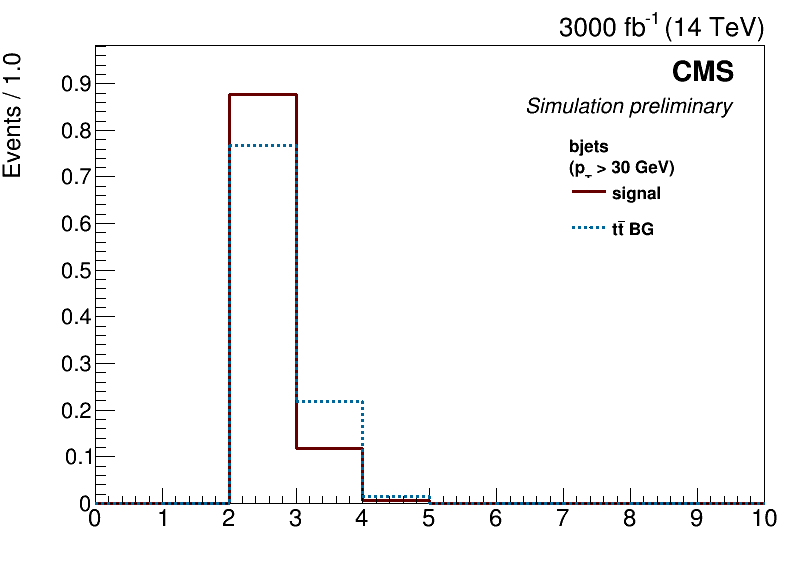 3000 fb⁻¹ (14 TeV)
Events / 1.0
CMS
Simulation preliminary
bjets
(p_T > 30 GeV)
signal
tt̄ BG
0.9
0.8
0.7
0.6
0.5
0.4
0.3
0.2
0.1
0
0 1 2 3 4 5 6 7 8 9 10